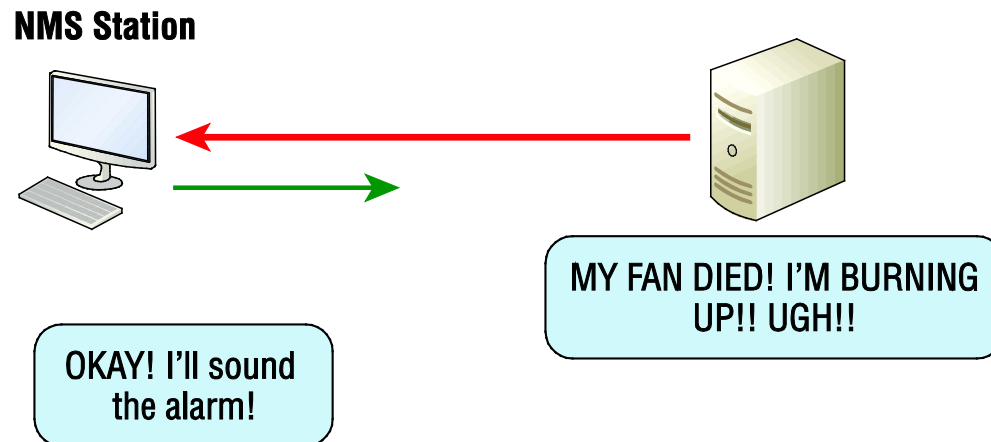 NMS Station
MY FAN DIED! I’M BURNING
UP!! UGH!!
OKAY! I’ll sound
the alarm!